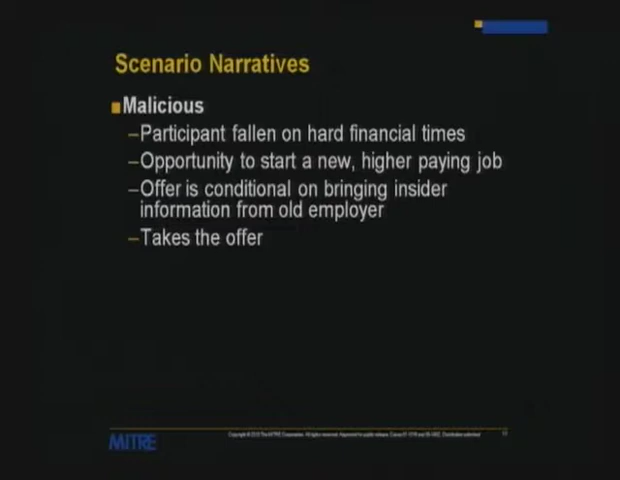 Scenario Narratives
Malicious
–Participant fallen on hard financial times
–Opportunity to start a new, higher paying job
–Offer is conditional on bringing insider
information from old employer
–Takes the offer
MITRE